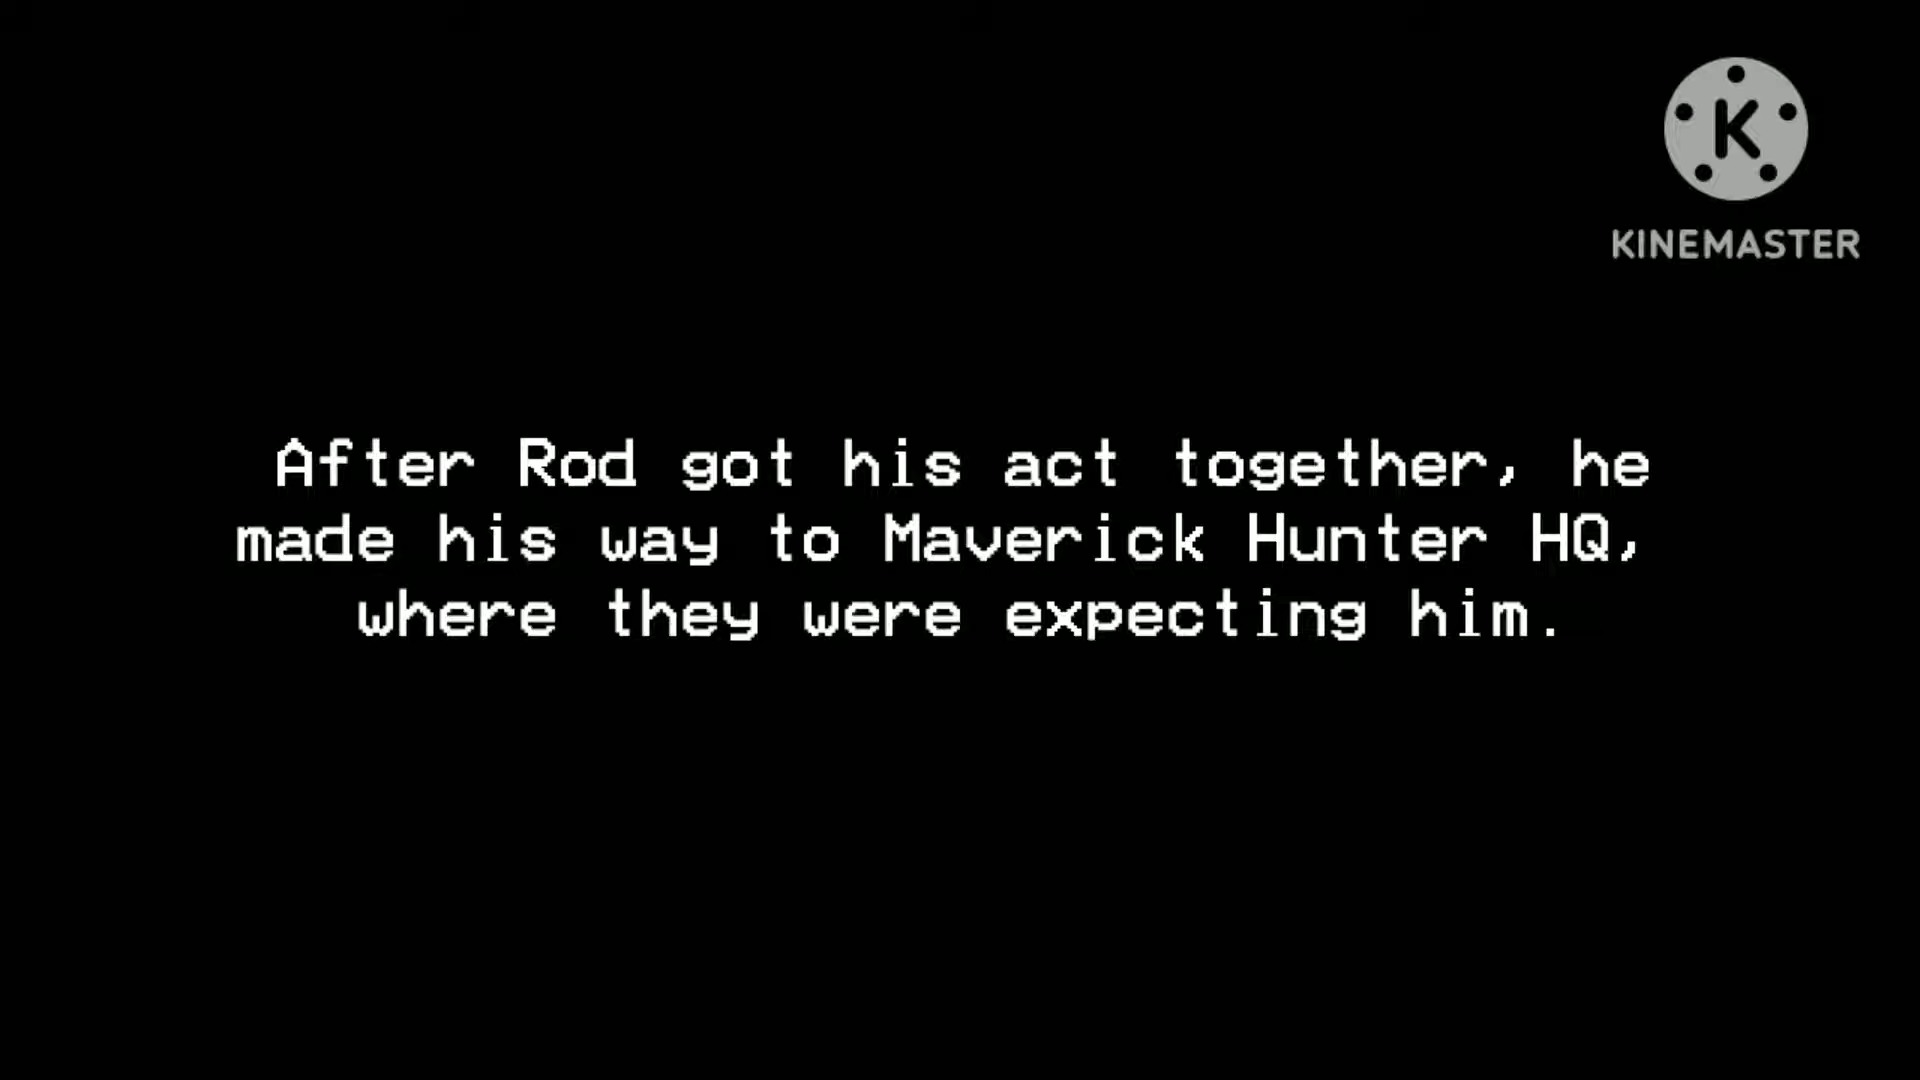 K
KINEMASTER
After Rod got his act together, he
made his way to Maverick Hunter HQ,
where they were expecting him.